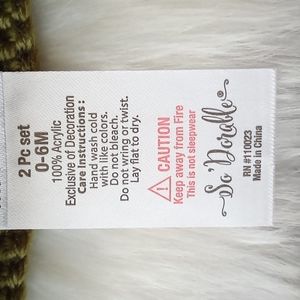 So'Dorable
RN #110023
Made in China
CAUTION
Keep away from Fire
This is not sleepwear
2 Pc set
0-6M
100% Acrylic
Exclusive of Decoration
Care Instructions:
Hand wash cold
with like colors.
Do not bleach.
Do not wring or twist.
Lay flat to dry.